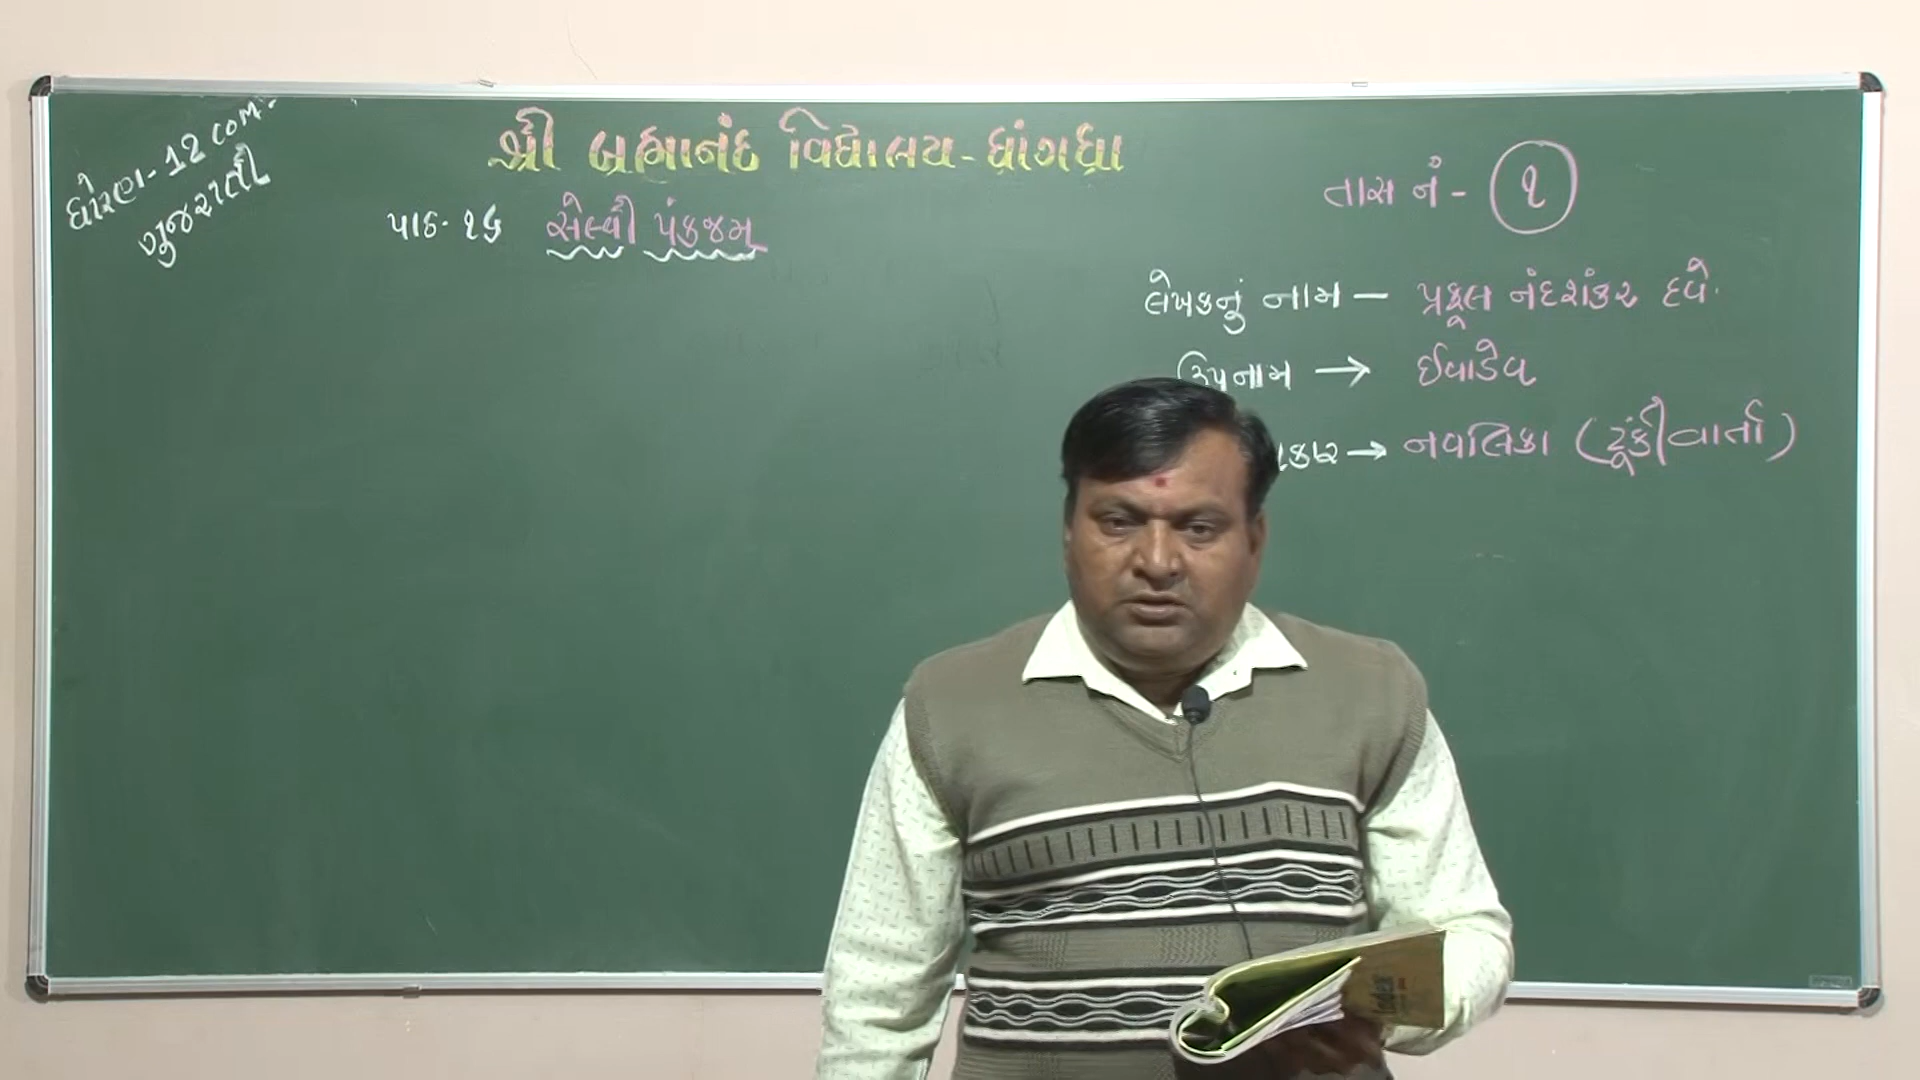 ધોરણ-12 com.
ગુજરાતી
શ્રી બ્રહ્માનંદ વિદ્યાલય-ધ્રાંગધ્રા
પાઠ-૧૬ સેલ્વી પંકજમ્
તાસ નં- ૧
લેખકનું નામ – પ્રફૂલ નંદશંકર દવે.
ઉપનામ → ઈવાડેવ
→ નવલિકા (ટૂંકીવાર્તા)